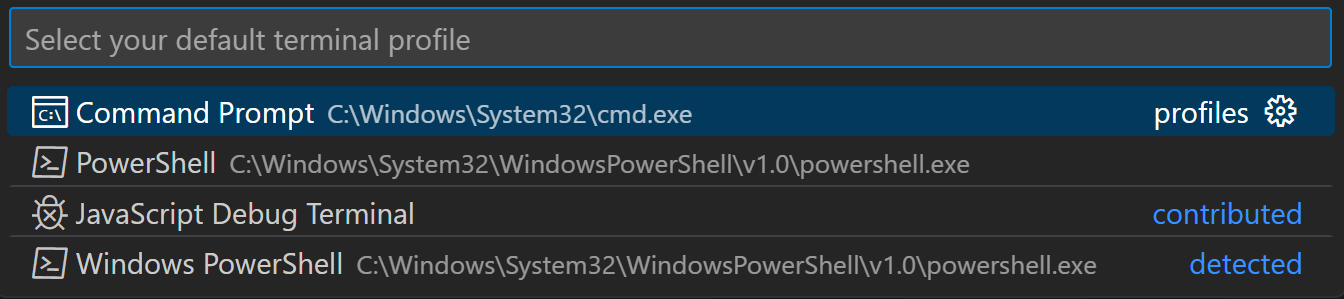 Select your default terminal profile
Command Prompt C:\Windows\System32\cmd.exe profiles
PowerShell C:\Windows\System32\WindowsPowerShell\v1.0\powershell.exe
JavaScript Debug Terminal contributed
Windows PowerShell C:\Windows\System32\WindowsPowerShell\v1.0\powershell.exe detected